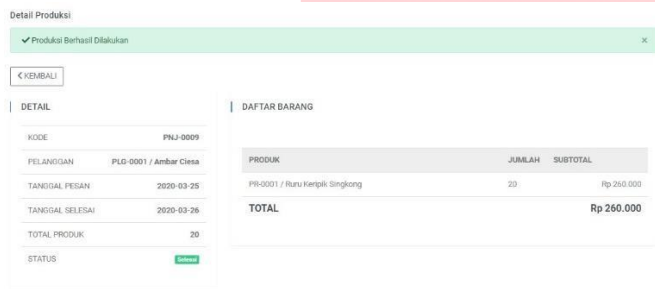 Detail Produksi
✔ Produksi Berhasil Dilakukan ×
< KEMBALI
DETAIL
KODE PNJ-0009
PELANGGAN PLG-0001 / Ambar Ciesa
TANGGAL PESAN 2020-03-25
TANGGAL SELESAI 2020-03-26
TOTAL PRODUK 20
STATUS Selesai
DAFTAR BARANG
PRODUK JUMLAH SUBTOTAL
PR-0001 / Ruru Keripik Singkong 20 Rp 260.000
TOTAL Rp 260.000